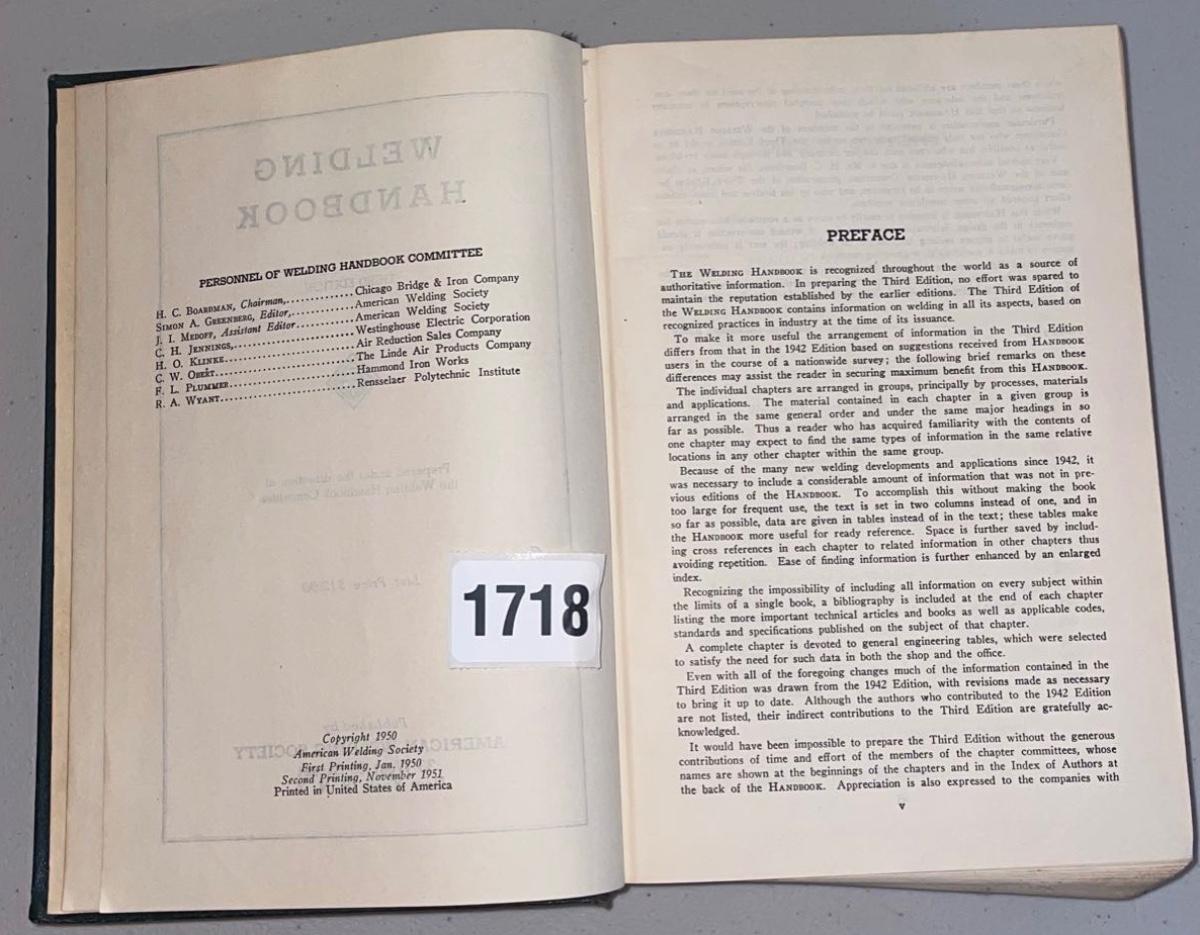 WELDING
HANDBOOK
PERSONNEL OF WELDING HANDBOOK COMMITTEE
H. C. BOARDMAN, Chairman,..............Chicago Bridge & Iron Company
SIMON A. GREENBERG, Editor,............American Welding Society
J. I. MEDOFF, Assistant Editor............American Welding Society
C. H. JENNINGS,........................Westinghouse Electric Corporation
H. O. KLINKE..........................Air Reduction Sales Company
C. W. OBERT..........................The Linde Air Products Company
F. L. PLUMMER........................Hammond Iron Works
R. A. WYANT..........................Rensselaer Polytechnic Institute
Prepared under the direction of
the Welding Handbook Committee
1718
Published by
Copyright 1950
American Welding Society
First Printing, Jan. 1950
Second Printing, November 1951
Printed in United States of America
PREFACE
THE WELDING HANDBOOK is recognized throughout the world as a source of
authoritative information. In preparing the Third Edition, no effort was spared to
maintain the reputation established by the earlier editions. The Third Edition of
the WELDING HANDBOOK contains information on welding in all its aspects, based on
recognized practices in industry at the time of its issuance.
To make it more useful the arrangement of information in the Third Edition
differs from that in the 1942 Edition based on suggestions received from HANDBOOK
users in the course of a nationwide survey; the following brief remarks on these
differences may assist the reader in securing maximum benefit from this HANDBOOK.
The individual chapters are arranged in groups, principally by processes, materials
and applications. The material contained in each chapter in a given group is
arranged in the same general order and under the same major headings in so
far as possible. Thus a reader who has acquired familiarity with the contents of
one chapter may expect to find the same types of information in the same relative
locations in any other chapter within the same group.
Because of the many new welding developments and applications since 1942, it
was necessary to include a considerable amount of information that was not in pre-
vious editions of the HANDBOOK. To accomplish this without making the book
too large for frequent use, the text is set in two columns instead of one, and in
so far as possible, data are given in tables instead of in the text; these tables make
the HANDBOOK more useful for ready reference. Space is further saved by includ-
ing cross references in each chapter to related information in other chapters thus
avoiding repetition. Ease of finding information is further enhanced by an enlarged
index.
Recognizing the impossibility of including all information on every subject within
the limits of a single book, a bibliography is included at the end of each chapter
listing the more important technical articles and books as well as applicable codes,
standards and specifications published on the subject of that chapter.
A complete chapter is devoted to general engineering tables, which were selected
to satisfy the need for such data in both the shop and the office.
Even with all of the foregoing changes much of the information contained in the
Third Edition was drawn from the 1942 Edition, with revisions made as necessary
to bring it up to date. Although the authors who contributed to the 1942 Edition
are not listed, their indirect contributions to the Third Edition are gratefully ac-
knowledged.
It would have been impossible to prepare the Third Edition without the generous
contributions of time and effort of the members of the chapter committees, whose
names are shown at the beginnings of the chapters and in the Index of Authors at
the back of the HANDBOOK. Appreciation is also expressed to the companies with
v